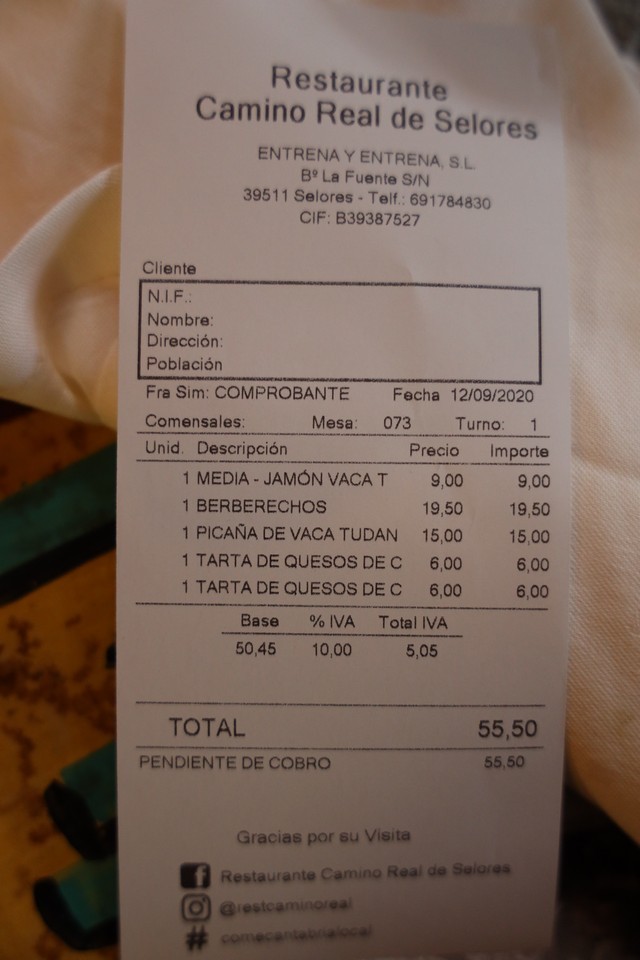 Restaurante
Camino Real de Selores
ENTRENA Y ENTRENA, S.L.
Bº La Fuente S/N
39511 Selores - Telf.: 691784830
CIF: B39387527
Cliente
N.I.F.:
Nombre:
Dirección:
Población
Fra Sim: COMPROBANTE Fecha 12/09/2020
Comensales: Mesa: 073 Turno: 1
Unid. Descripción Precio Importe
1 MEDIA - JAMÓN VACA T 9,00 9,00
1 BERBERECHOS 19,50 19,50
1 PICAÑA DE VACA TUDAN 15,00 15,00
1 TARTA DE QUESOS DE C 6,00 6,00
1 TARTA DE QUESOS DE C 6,00 6,00
Base % IVA Total IVA
50,45 10,00 5,05
TOTAL 55,50
PENDIENTE DE COBRO 55,50
Gracias por su Visita
Restaurante Camino Real de Selores
@restcaminoreal
# comecantabrialocal